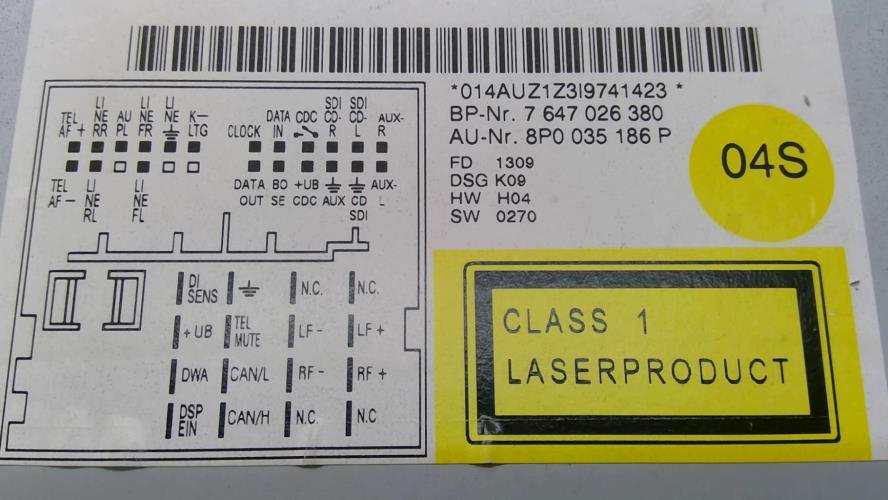 *014AUZ1Z3I9741423 *
BP-Nr. 7 647 026 380
AU-Nr. 8P0 035 186 P
FD 1309
DSG K09
HW H04
SW 0270
04S
CLASS 1
LASERPRODUCT
TEL AF + LI NE RR AU PL LI NE FR LI NE K- LTG CLOCK DATA IN CDC SDI CD- R SDI CD- L AUX- R
TEL AF - LI NE RL LI NE FL DATA OUT BO SE +UB CDC AUX CD SDI AUX- L
DI SENS N.C. N.C.
+UB TEL MUTE LF - LF +
DWA CAN/L RF - RF +
DSP EIN CAN/H N.C. N.C